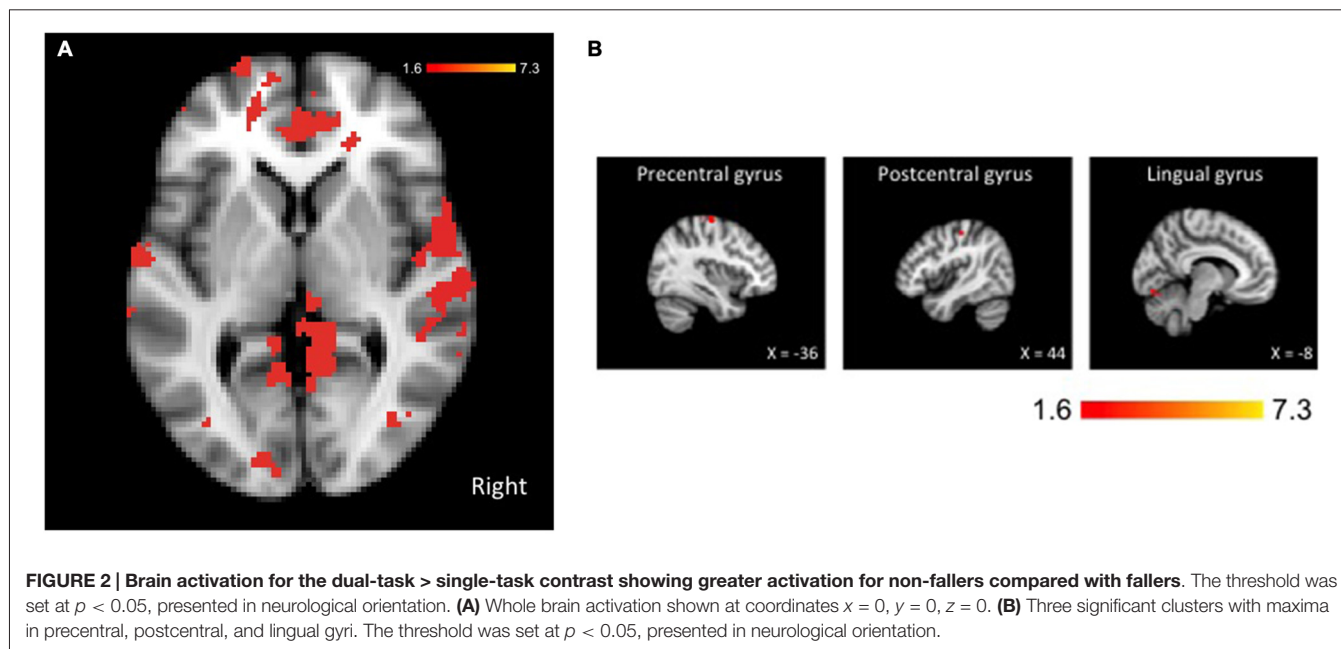 A
1.6 7.3
Right
B
Precentral gyrus
X = -36
Postcentral gyrus
X = 44
Lingual gyrus
X = -8
1.6 7.3
FIGURE 2 | Brain activation for the dual-task > single-task contrast showing greater activation for non-fallers compared with fallers. The threshold was
set at p < 0.05, presented in neurological orientation. (A) Whole brain activation shown at coordinates x = 0, y = 0, z = 0. (B) Three significant clusters with maxima
in precentral, postcentral, and lingual gyri. The threshold was set at p < 0.05, presented in neurological orientation.